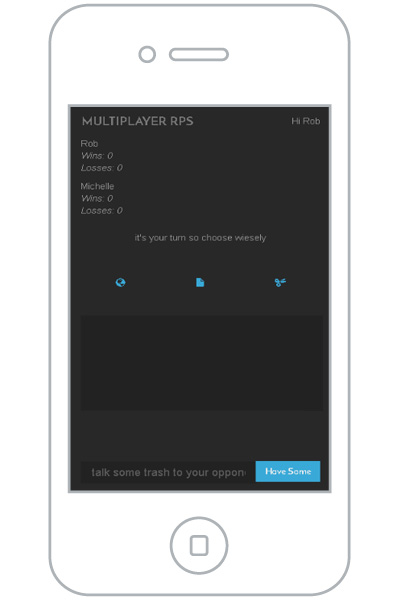 MULTIPLAYER RPS Hi Rob
Rob
Wins: 0
Losses: 0
Michelle
Wins: 0
Losses: 0
it's your turn so choose wiesely
talk some trash to your oppon
Have Some